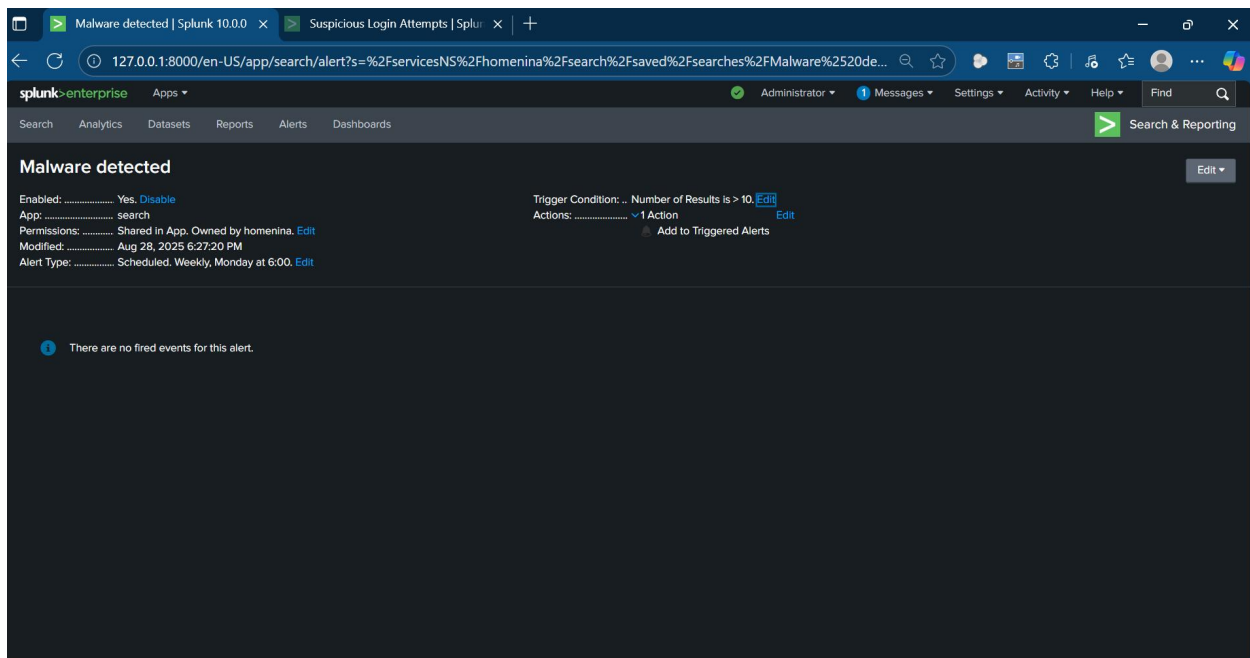 Malware detected | Splunk 10.0.0
Suspicious Login Attempts | Splur
127.0.0.1:8000/en-US/app/search/alert?s=%2FservicesNS%2Fhomenina%2Fsearch%2Fsaved%2Fsearches%2FMalware%2520de...
splunk>enterprise Apps
Administrator 1 Messages Settings Activity Help Find
Search Analytics Datasets Reports Alerts Dashboards
Search & Reporting
Malware detected
Edit
Enabled: .................. Yes. Disable
App: .......................... search
Permissions: ............ Shared in App. Owned by homenina. Edit
Modified: .................. Aug 28, 2025 6:27:20 PM
Alert Type: ............... Scheduled. Weekly, Monday at 6:00. Edit
Trigger Condition: .. Number of Results is > 10. Edit
Actions: .................... 1 Action Edit
Add to Triggered Alerts
There are no fired events for this alert.